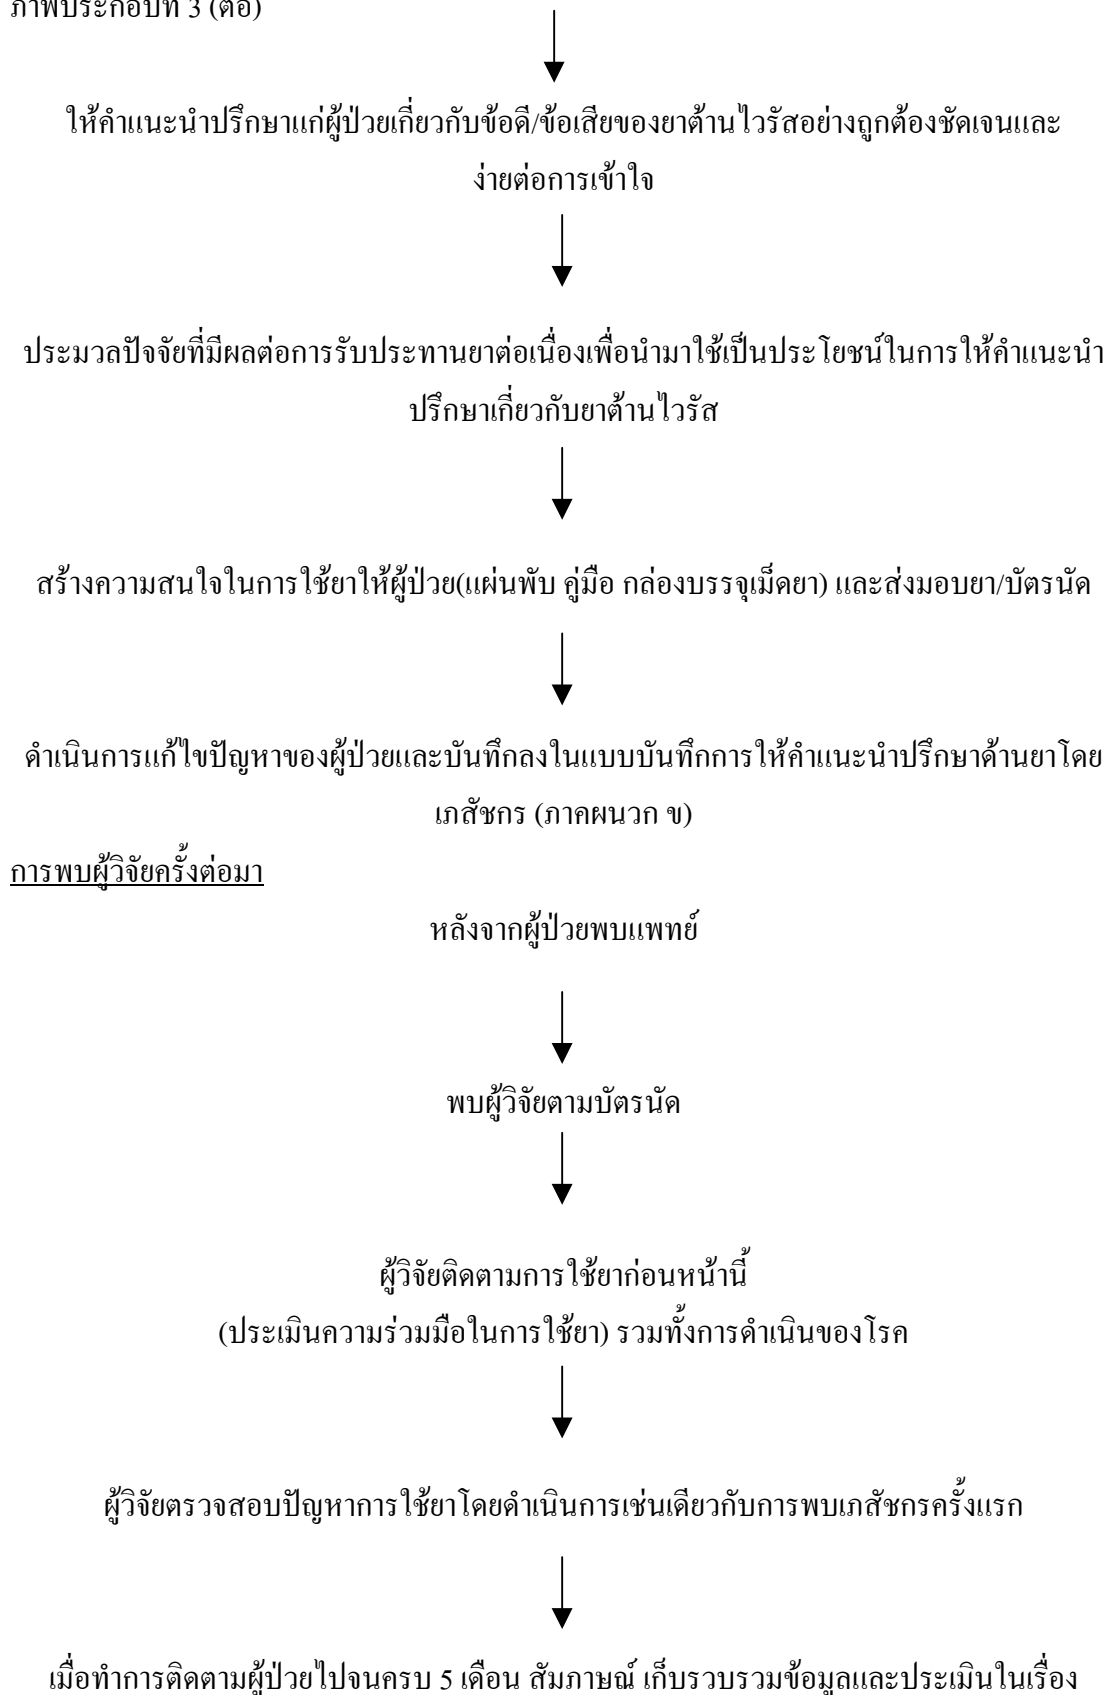 ภาพประกอบที่ 3 (ต่อ)
ให้คำแนะนำปรึกษาแก่ผู้ป่วยเกี่ยวกับข้อดี/ข้อเสียของยาต้านไวรัสอย่างถูกต้องชัดเจนและ
ง่ายต่อการเข้าใจ
ประมวลปัจจัยที่มีผลต่อการรับประทานยาต่อเนื่องเพื่อนำมาใช้เป็นประโยชน์ในการให้คำแนะนำ
ปรึกษาเกี่ยวกับยาต้านไวรัส
สร้างความสนใจในการใช้ยาให้ผู้ป่วย(แผ่นพับ คู่มือ กล่องบรรจุเม็ดยา) และส่งมอบยา/บัตรนัด
ดำเนินการแก้ไขปัญหาของผู้ป่วยและบันทึกลงในแบบบันทึกการให้คำแนะนำปรึกษาด้านยาโดย
เภสัชกร (ภาคผนวก ข)
การพบผู้วิจัยครั้งต่อมา
หลังจากผู้ป่วยพบแพทย์
พบผู้วิจัยตามบัตรนัด
ผู้วิจัยติดตามการใช้ยาก่อนหน้านี้
(ประเมินความร่วมมือในการใช้ยา) รวมทั้งการดำเนินของโรค
ผู้วิจัยตรวจสอบปัญหาการใช้ยาโดยดำเนินการเช่นเดียวกับการพบเภสัชกรครั้งแรก
เมื่อทำการติดตามผู้ป่วยไปจนครบ 5 เดือน สัมภาษณ์ เก็บรวบรวมข้อมูลและประเมินในเรื่อง